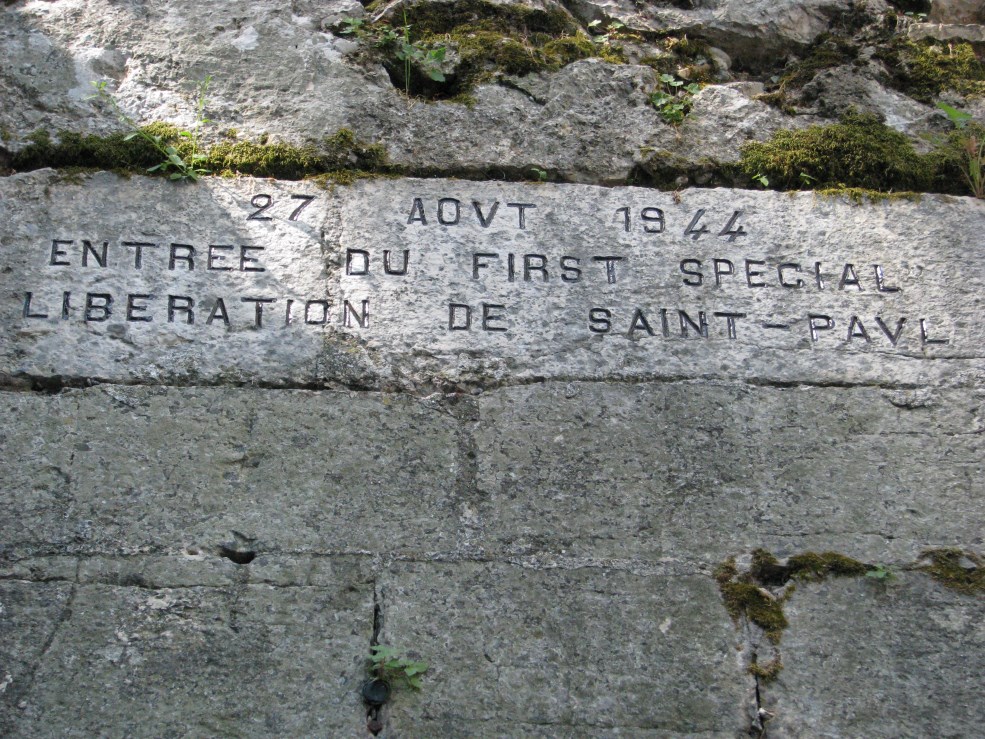 27 AOVT 1944
ENTREE DU FIRST SPECIAL
LIBERATION DE SAINT-PAVL